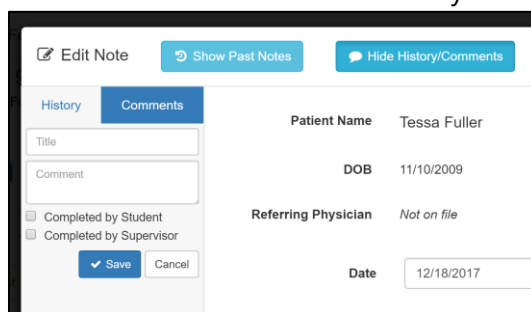 Edit Note
Show Past Notes
Hide History/Comments
History
Comments
Title
Comment
Completed by Student
Completed by Supervisor
Save
Cancel
Patient Name
Tessa Fuller
DOB
11/10/2009
Referring Physician
Not on file
Date
12/18/2017